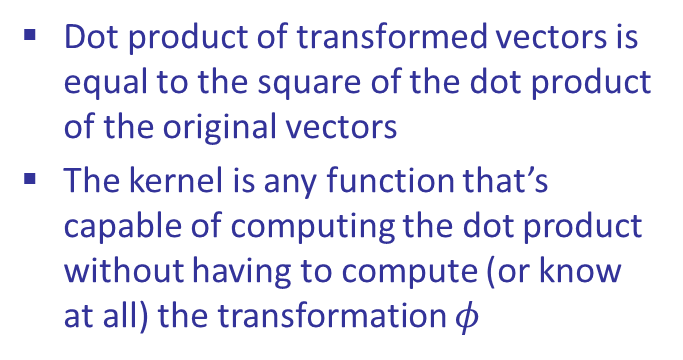 ▪ Dot product of transformed vectors is
equal to the square of the dot product
of the original vectors
▪ The kernel is any function that’s
capable of computing the dot product
without having to compute (or know
at all) the transformation ϕ